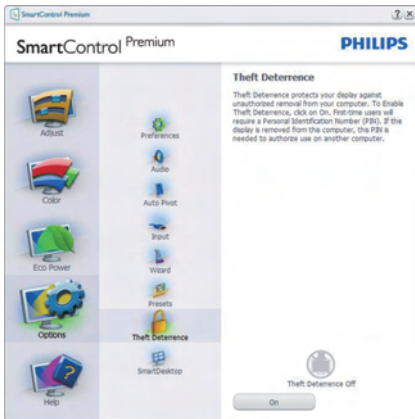 SmartControl Premium
SmartControl Premium
PHILIPS
Adjust
Color
Eco Power
Options
Help
Preferences
Audio
Auto Pivot
Input
Wizard
Presets
Theft Deterrence
SmartDesktop
Theft Deterrence
Theft Deterrence protects your display against
unauthorized removal from your computer. To Enable
Theft Deterrence, click on On. First-time users will
require a Personal Identification Number (PIN). If the
display is removed from this computer, this PIN is
needed to authorize use on another computer.
Theft Deterrence Off
On